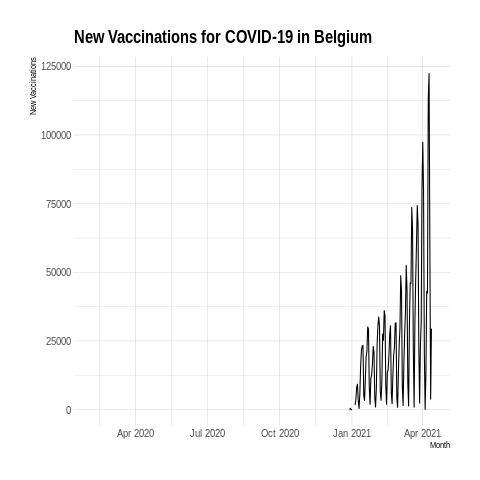 New Vaccinations for COVID-19 in Belgium
New Vaccinations
125000
100000
75000
50000
25000
0
Apr 2020 Jul 2020 Oct 2020 Jan 2021 Apr 2021
Month